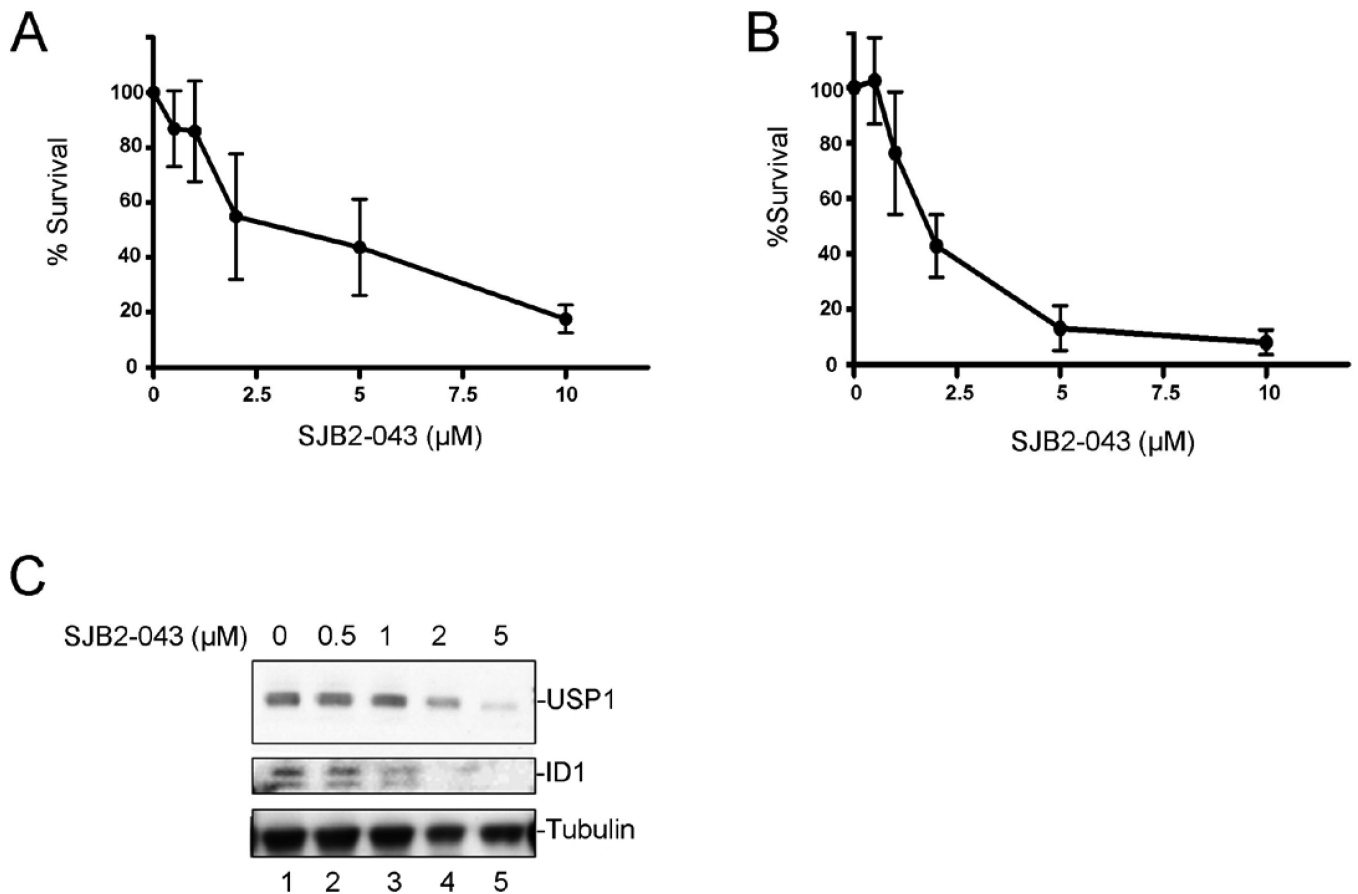 A
% Survival
100
80
60
40
20
0
0 2.5 5 7.5 10
SJB2-043 (µM)
B
%Survival
100
80
60
40
20
0
0 2.5 5 7.5 10
SJB2-043 (µM)
C
SJB2-043 (µM) 0 0.5 1 2 5
-USP1
-ID1
-Tubulin
1 2 3 4 5